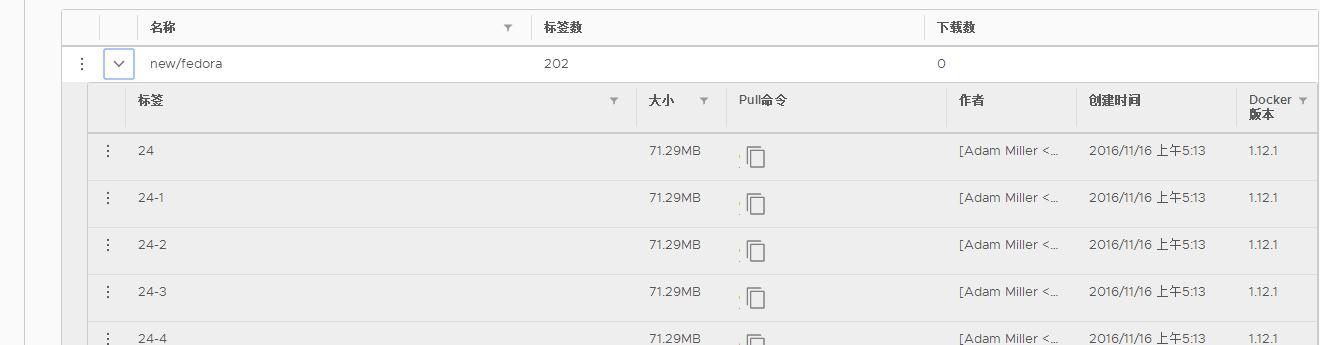 名称 标签数 下载数
new/fedora 202 0
标签 大小 Pull命令 作者 创建时间 Docker
版本
24 71.29MB [Adam Miller <... 2016/11/16 上午5:13 1.12.1
24-1 71.29MB [Adam Miller <... 2016/11/16 上午5:13 1.12.1
24-2 71.29MB [Adam Miller <... 2016/11/16 上午5:13 1.12.1
24-3 71.29MB [Adam Miller <... 2016/11/16 上午5:13 1.12.1
24-4 71.29MB [Adam Miller <... 2016/11/16 上午5:13 1.12.1